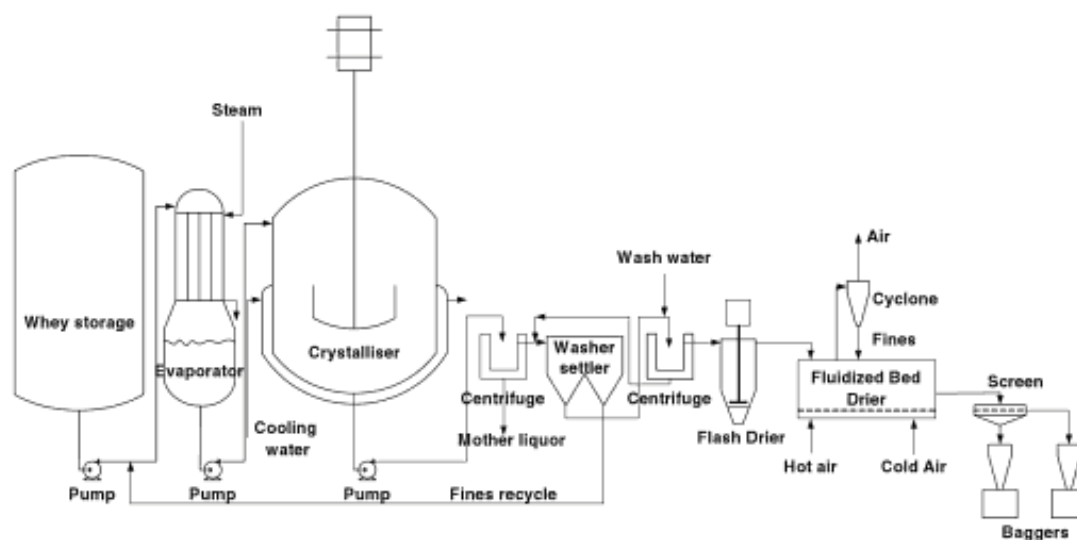 Steam
Air
Wash water
Cyclone
Whey storage
Fines
Washer
settler
Crystalliser
Evaporator
Fluidized Bed
Drier
Screen
Centrifuge
Centrifuge
Cooling
water
Mother liquor
Flash Drier
Hot air
Cold Air
Pump
Pump
Pump
Fines recycle
Baggers